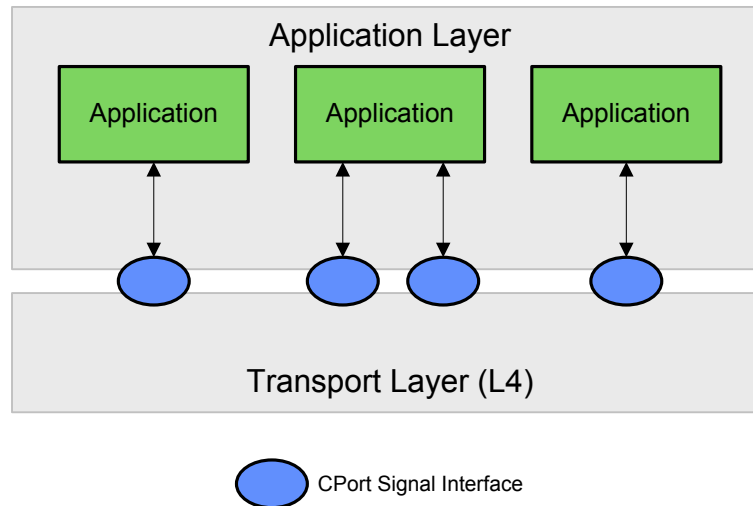 Application Layer
Application
Application
Application
Transport Layer (L4)
CPort Signal Interface